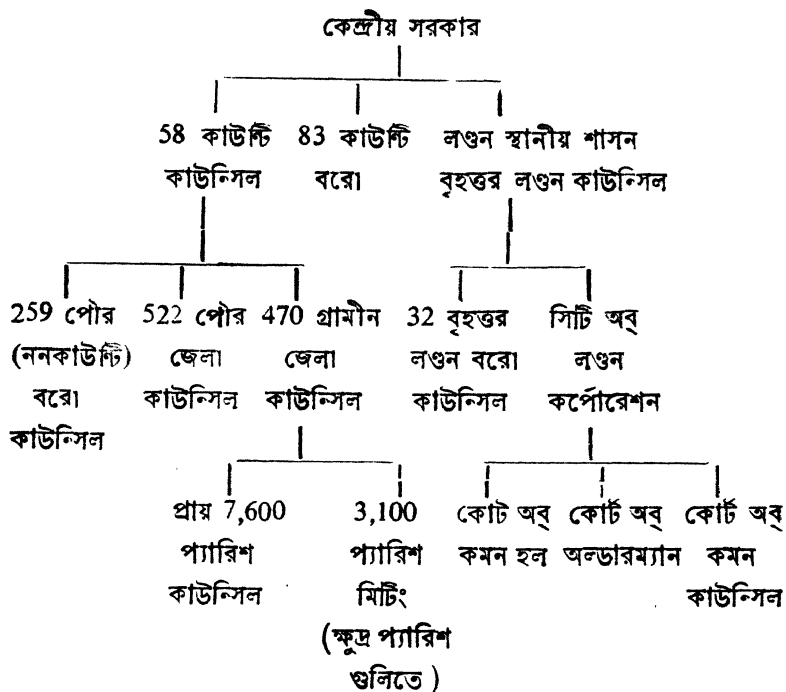 কেন্দ্রীয় সরকার
58 কাউন্টি 83 কাউন্টি লণ্ডন স্থানীয় শাসন
কাউন্সিল বরো বৃহত্তর লণ্ডন কাউন্সিল
259 পৌর 522 পৌর 470 গ্রামীন 32 বৃহত্তর সিটি অব্
(ননকাউন্টি) জেলা জেলা লণ্ডন বরো লণ্ডন
বরো কাউন্সিল কাউন্সিল কাউন্সিল কর্পোরেশন
কাউন্সিল
প্রায় 7,600 3,100 কোর্ট অব্ কোর্ট অব্ কোর্ট অব্
প্যারিশ প্যারিশ কমন হল অল্ডারম্যান কমন
কাউন্সিল মিটিং কাউন্সিল
(ক্ষুদ্র প্যারিশ
গুলিতে )